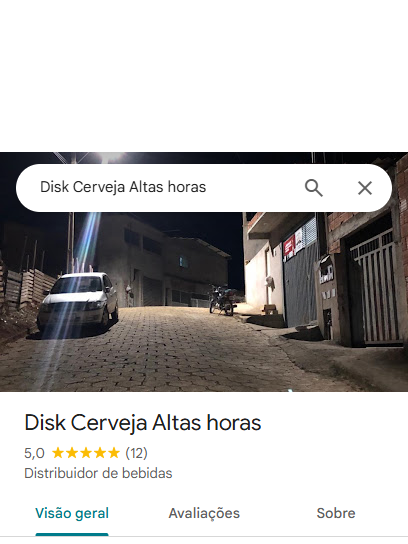 Disk Cerveja Altas horas
Disk Cerveja Altas horas
5,0 ★★★★★ (12)
Distribuidor de bebidas
Visão geral Avaliações Sobre